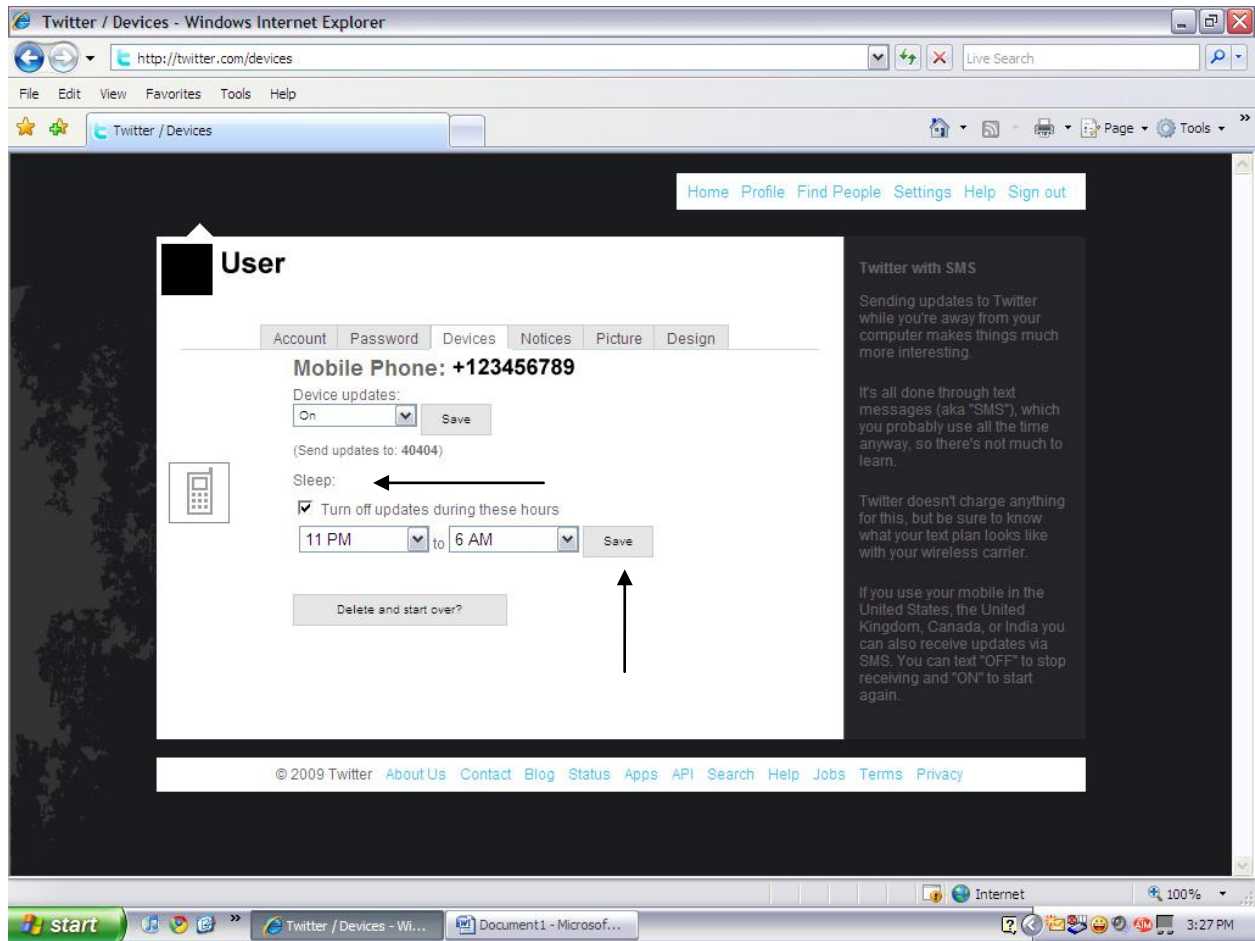 Twitter / Devices - Windows Internet Explorer
http://twitter.com/devices
Live Search
File Edit View Favorites Tools Help
Twitter / Devices
Page Tools
Home Profile Find People Settings Help Sign out
User
Account Password Devices Notices Picture Design
Mobile Phone: +123456789
Device updates:
On Save
(Send updates to: 40404)
Sleep:
Turn off updates during these hours
11 PM to 6 AM Save
Delete and start over?
Twitter with SMS
Sending updates to Twitter
while you're away from your
computer makes things much
more interesting.
It's all done through text
messages (aka "SMS"), which
you probably use all the time
anyway, so there's not much to
learn.
Twitter doesn't charge anything
for this, but be sure to know
what your text plan looks like
with your wireless carrier.
If you use your mobile in the
United States, the United
Kingdom, Canada, or India you
can also receive updates via
SMS. You can text "OFF" to stop
receiving and "ON" to start
again.
© 2009 Twitter About Us Contact Blog Status Apps API Search Help Jobs Terms Privacy
Internet 100%
start Twitter / Devices - Wi... Document1 - Microsof... 3:27 PM